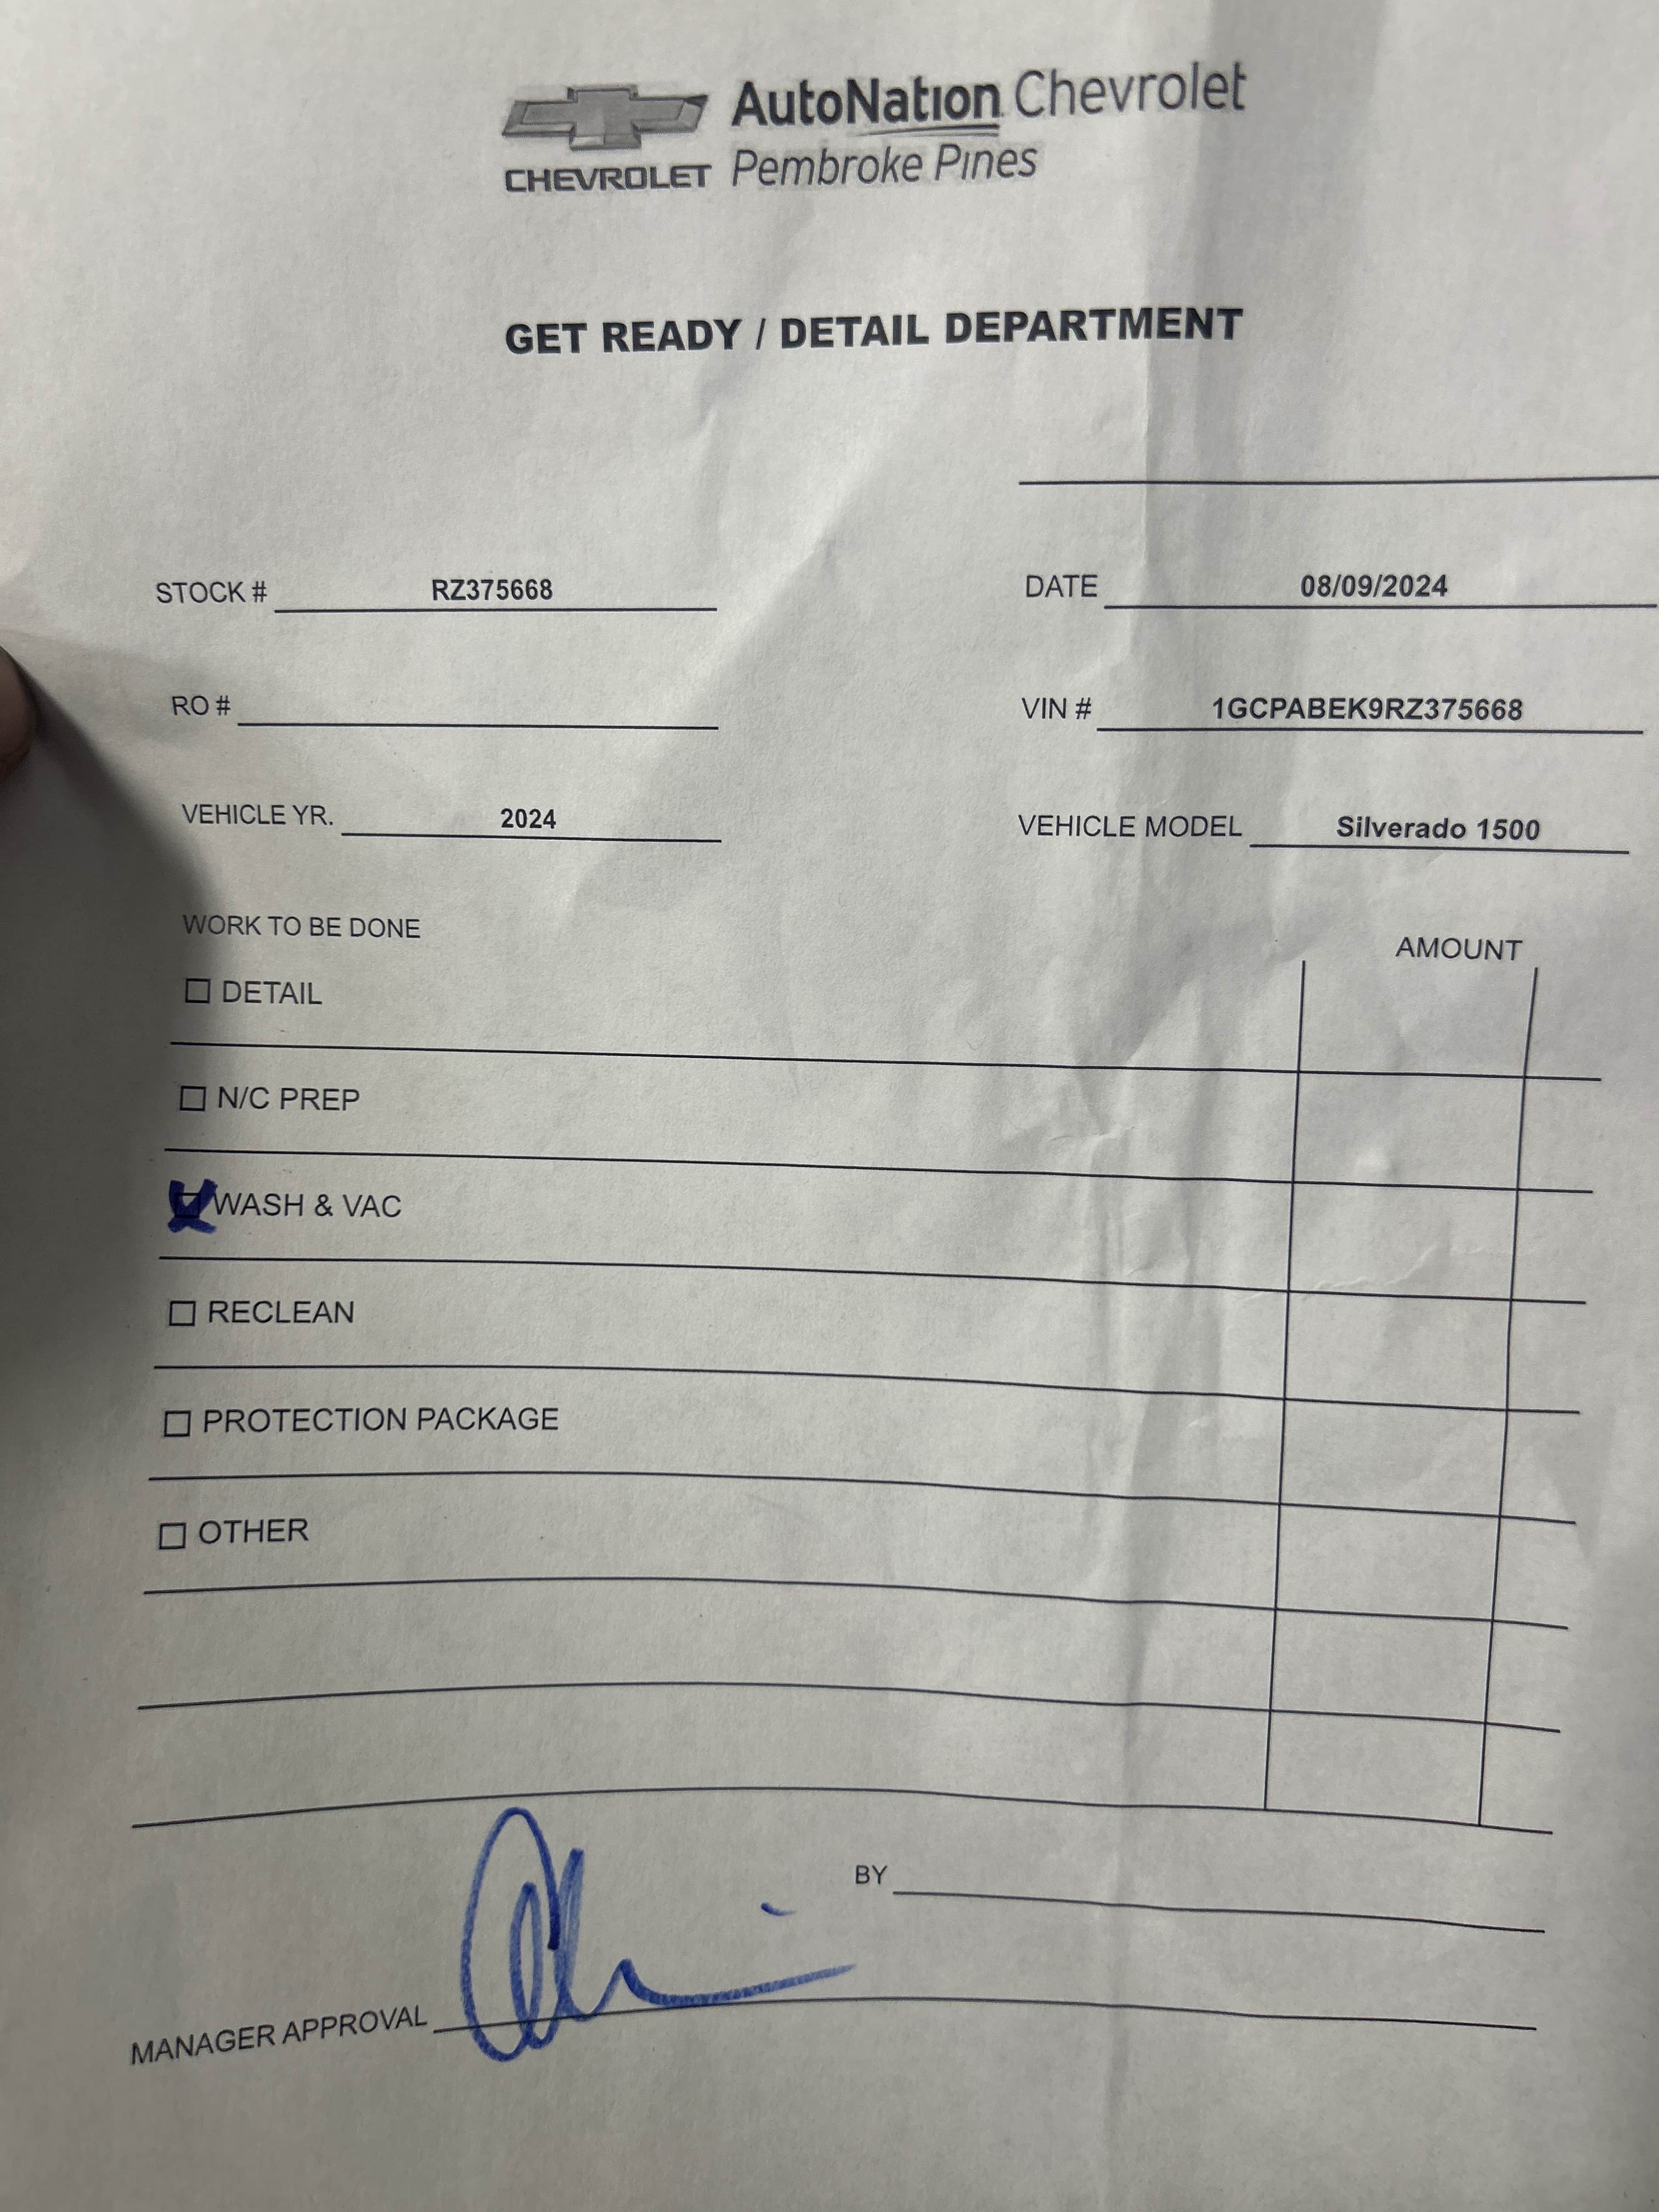 AutoNation Chevrolet
CHEVROLET Pembroke Pines
GET READY / DETAIL DEPARTMENT
STOCK # RZ375668 DATE 08/09/2024
RO # VIN # 1GCPABEK9RZ375668
VEHICLE YR. 2024 VEHICLE MODEL Silverado 1500
WORK TO BE DONE AMOUNT
DETAIL
N/C PREP
WASH & VAC
RECLEAN
PROTECTION PACKAGE
OTHER
BY
MANAGER APPROVAL